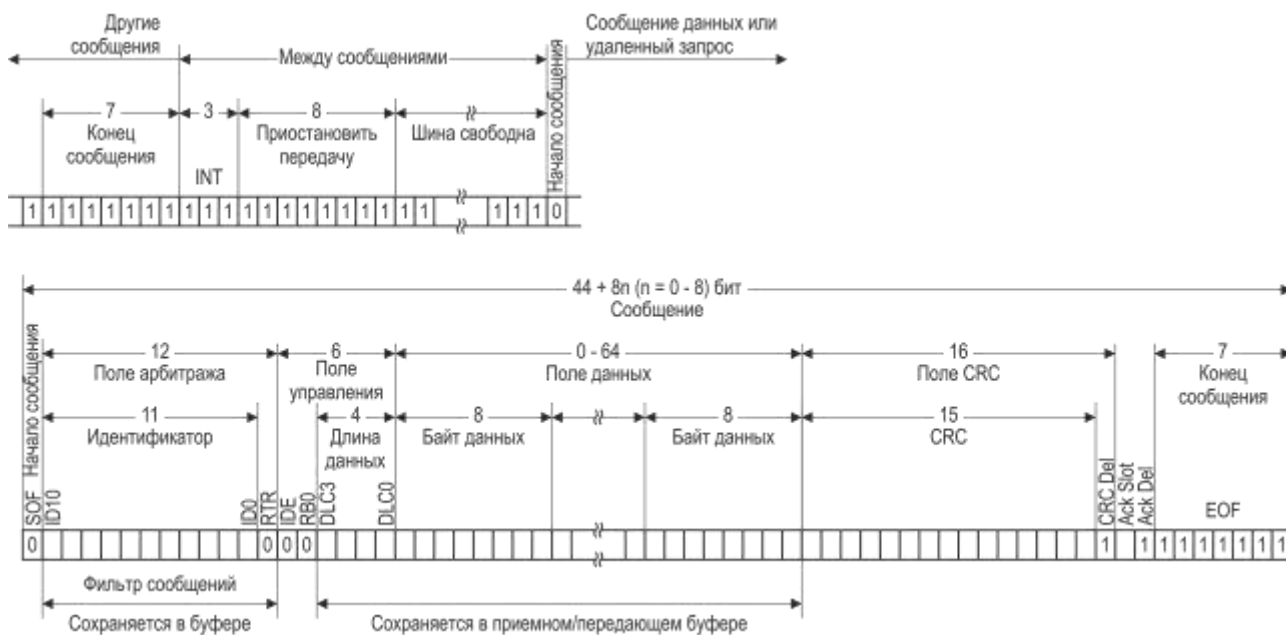 Другие
сообщения
Между сообщениями
Сообщение данных или
удаленный запрос
Начало сообщения
7
Конец
сообщения
3
INT
8
Приостановить
передачу
Шина свободна
1 1 1 1 1 1 1 1 1 1 1 1 1 1 1 1 1 1 1 1 1 1 1 1 0
44 + 8n (n = 0 - 8) бит
Сообщение
Начало сообщения
12
Поле арбитража
6
Поле
управления
0 - 64
Поле данных
16
Поле CRC
7
Конец
сообщения
11
Идентификатор
4
Длина
данных
8
Байт данных
8
Байт данных
15
CRC
SOF
ID10
ID0
RTR
IDE
RB0
DLC3
DLC0
CRC Del
Ack Slot
Ack Del
EOF
0 0 0 0 1 1 1 1 1 1 1 1 1
Фильтр сообщений
Сохраняется в буфере
Сохраняется в приемном/передающем буфере